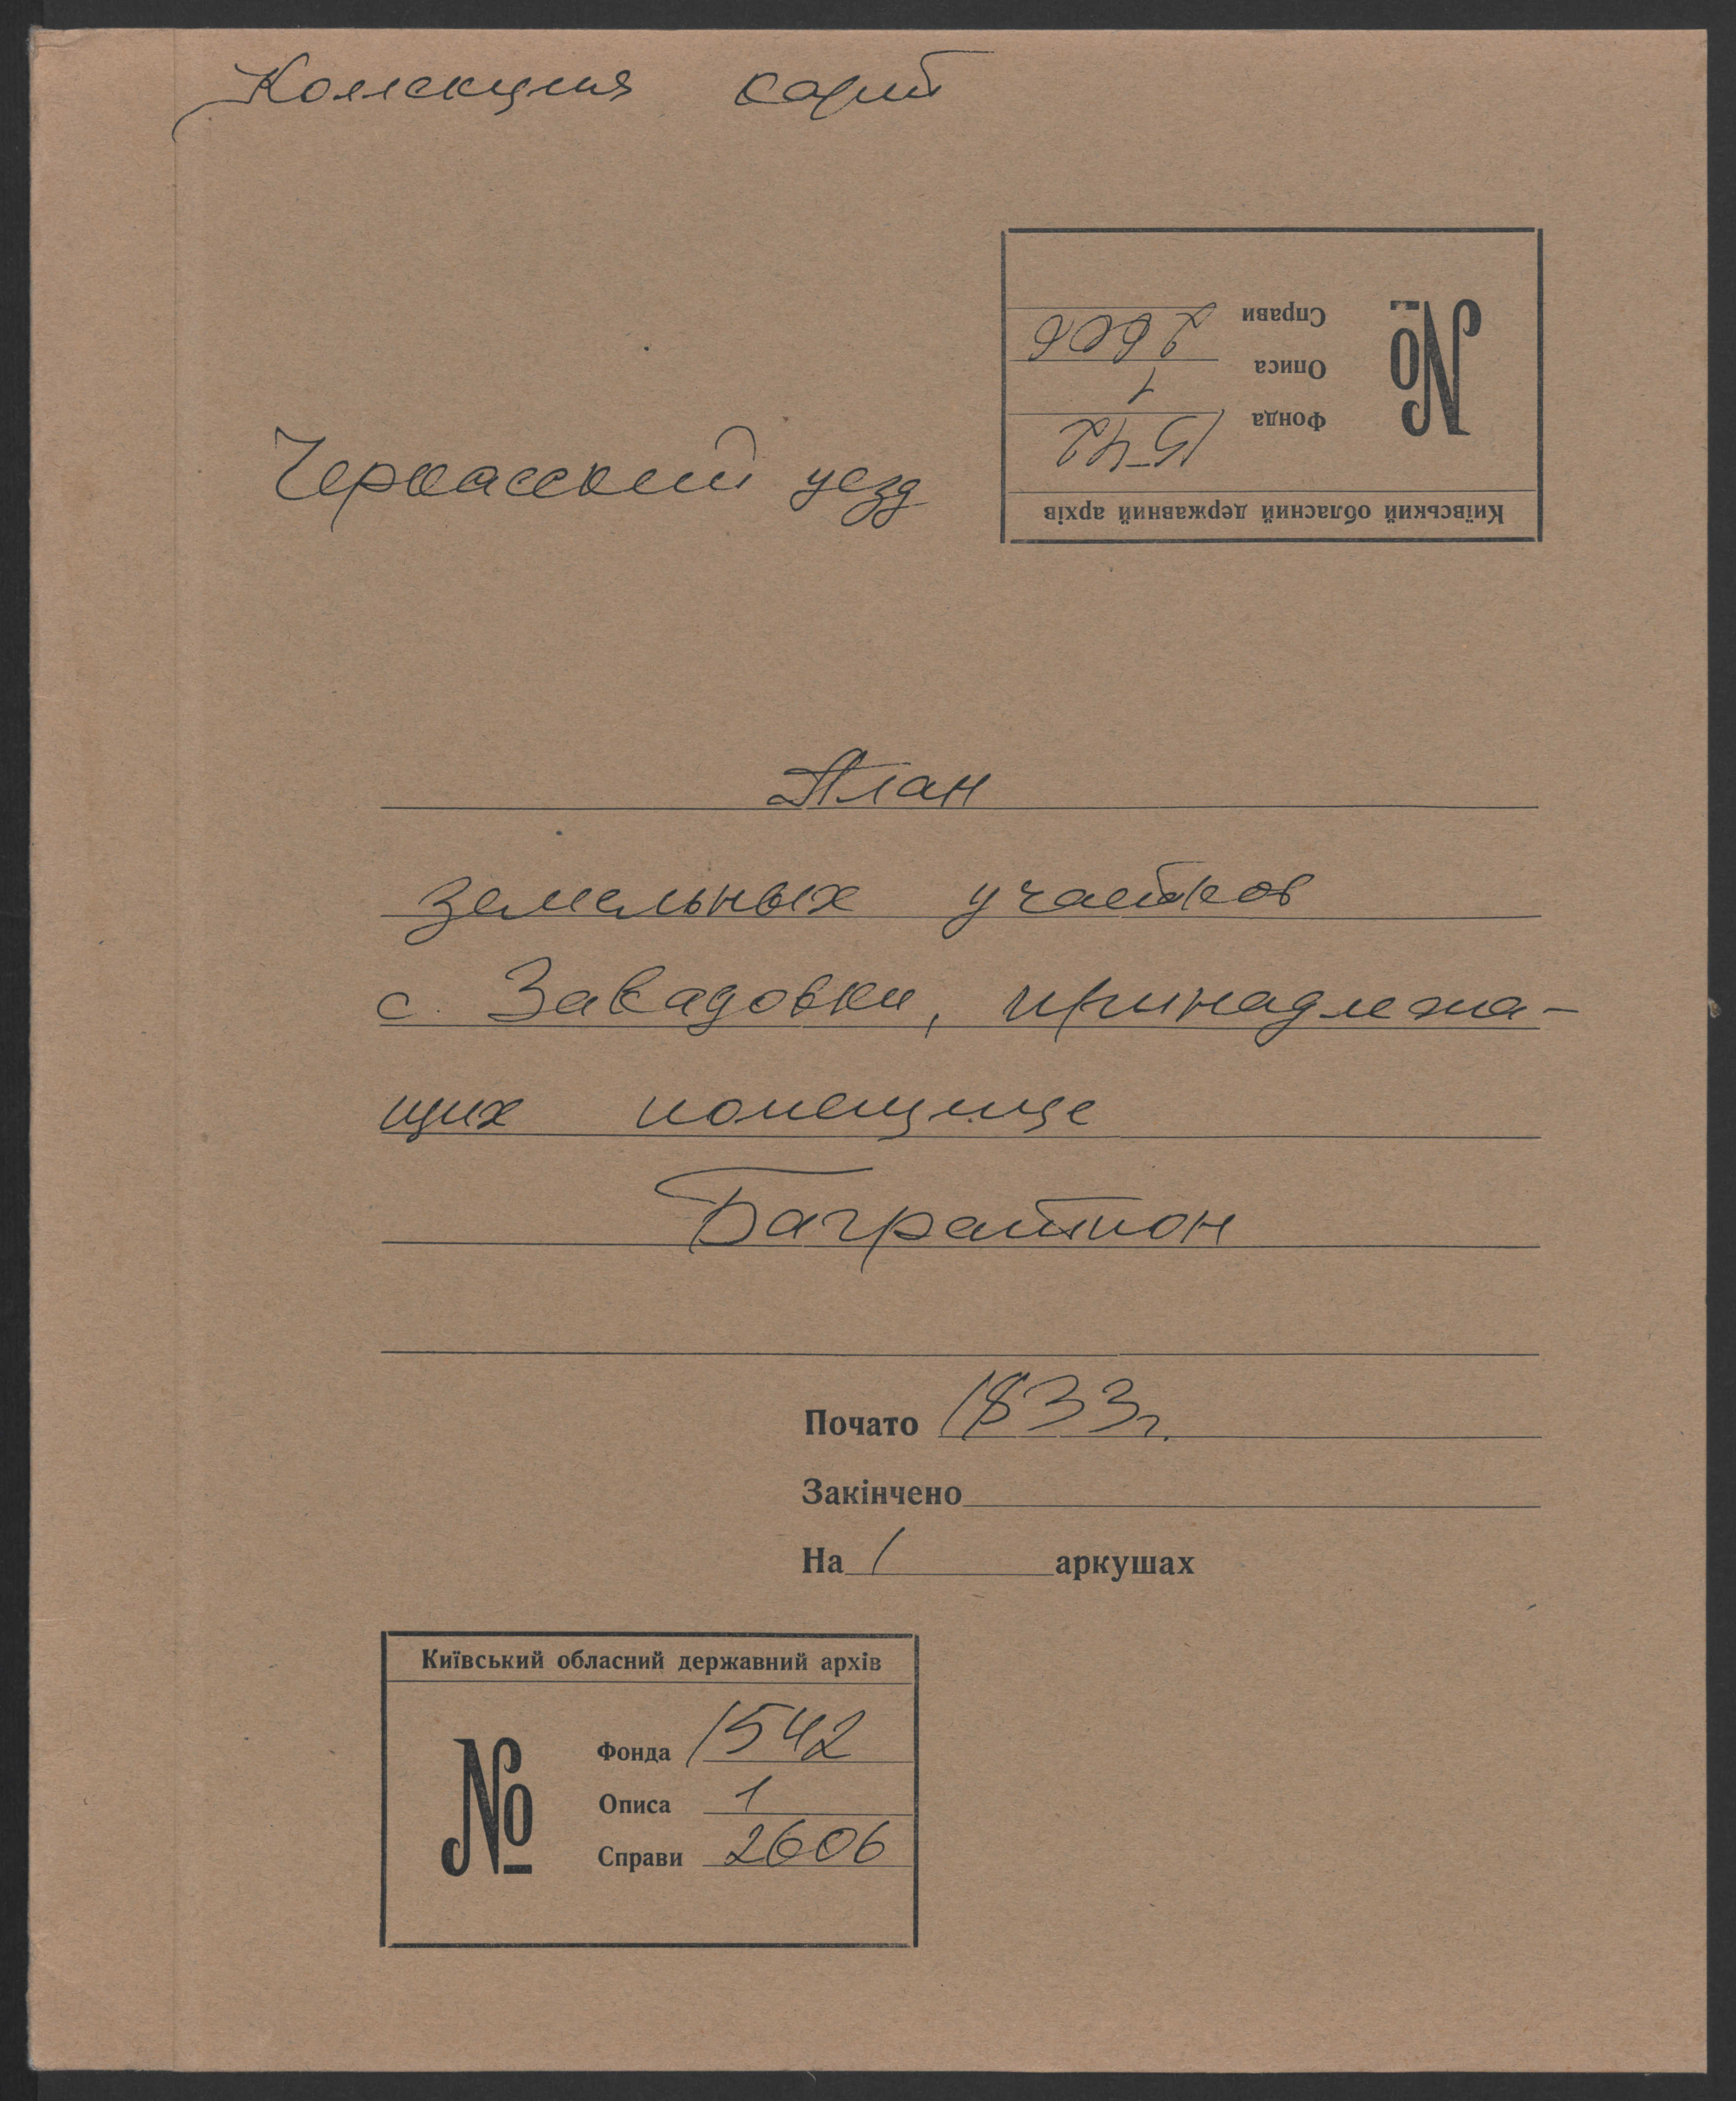 Коллекция карт
Справи 2606
Описа 1
Фонда 1542
№
Київський обласний державний архів
Черкасский уезд
План
земельных участков
с. Завадовки, принадлежа-
щих помещице
Багратион
Почато 1833г.
Закінчено
На 1 аркушах
Київський обласний державний архів
№
Фонда 1542
Описа 1
Справи 2606